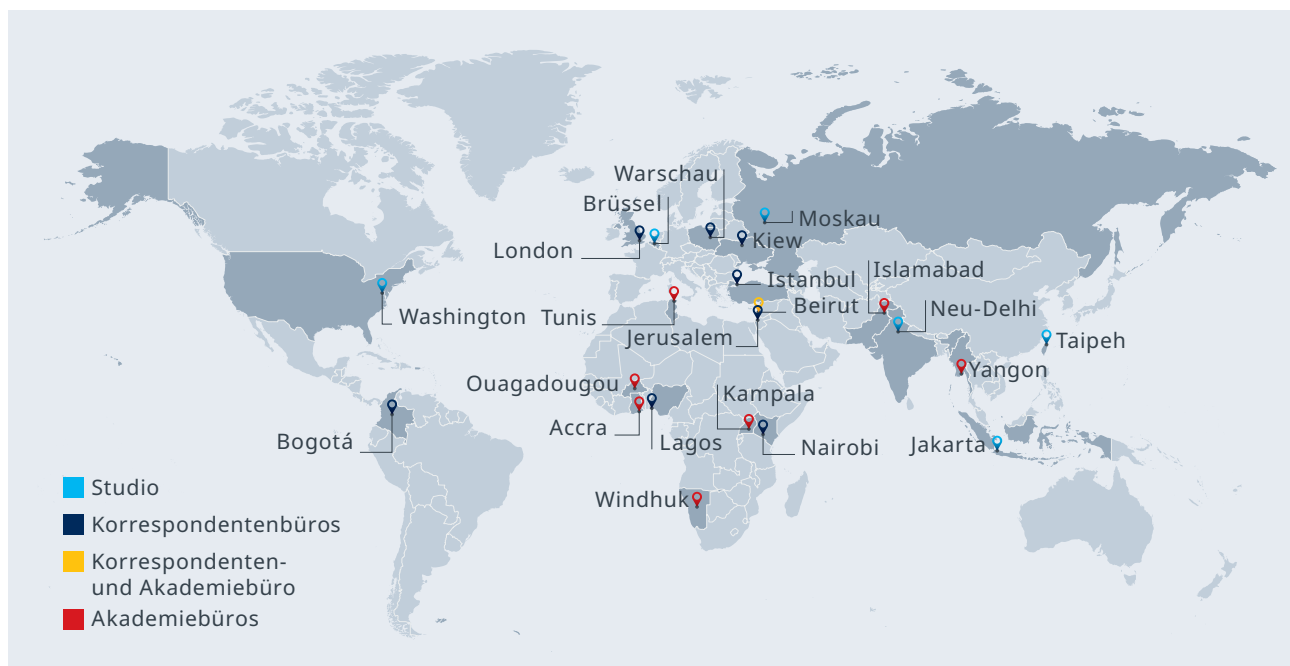 Warschau
Brüssel
Moskau
Kiew
London
Islamabad
Istanbul
Beirut
Neu-Delhi
Washington
Tunis
Jerusalem
Taipeh
Yangon
Ouagadougou
Kampala
Accra
Lagos
Bogotá
Nairobi
Jakarta
Windhuk
Studio
Korrespondentenbüros
Korrespondenten-
und Akademiebüro
Akademiebüros